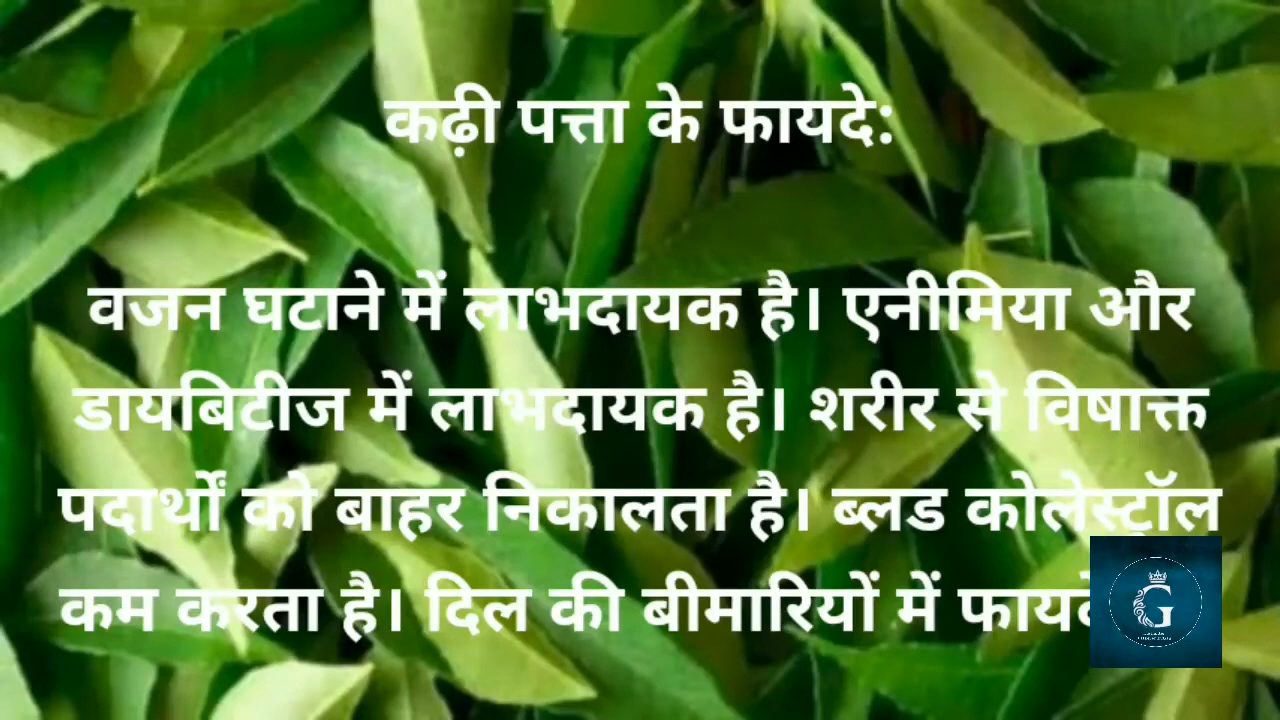 कढ़ी पत्ता के फायदे:
वजन घटाने में लाभदायक है। एनीमिया और
डायबिटीज में लाभदायक है। शरीर से विषाक्त
पदार्थों को बाहर निकालता है। ब्लड कोलेस्ट्रॉल
कम करता है। दिल की बीमारियों में
G